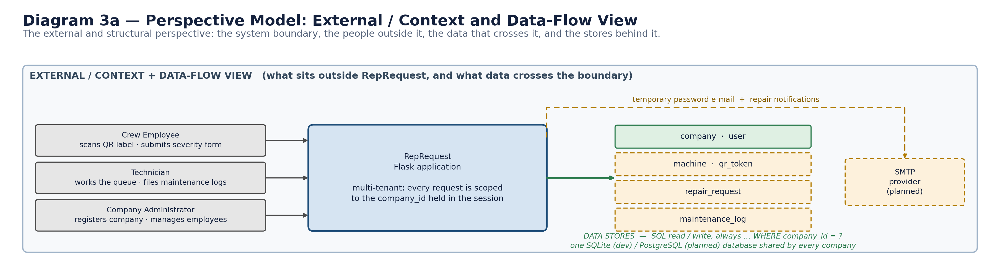 Diagram 3a — Perspective Model: External / Context and Data-Flow View
The external and structural perspective: the system boundary, the people outside it, the data that crosses it, and the stores behind it.
EXTERNAL / CONTEXT + DATA-FLOW VIEW (what sits outside RepRequest, and what data crosses the boundary)
temporary password e-mail + repair notifications
Crew Employee
scans QR label · submits severity form
Technician
works the queue · files maintenance logs
Company Administrator
registers company · manages employees
RepRequest
Flask application
multi-tenant: every request is scoped
to the company_id held in the session
company · user
machine · qr_token
repair_request
maintenance_log
SMTP
provider
(planned)
DATA STORES — SQL read / write, always … WHERE company_id = ?
one SQLite (dev) / PostgreSQL (planned) database shared by every company